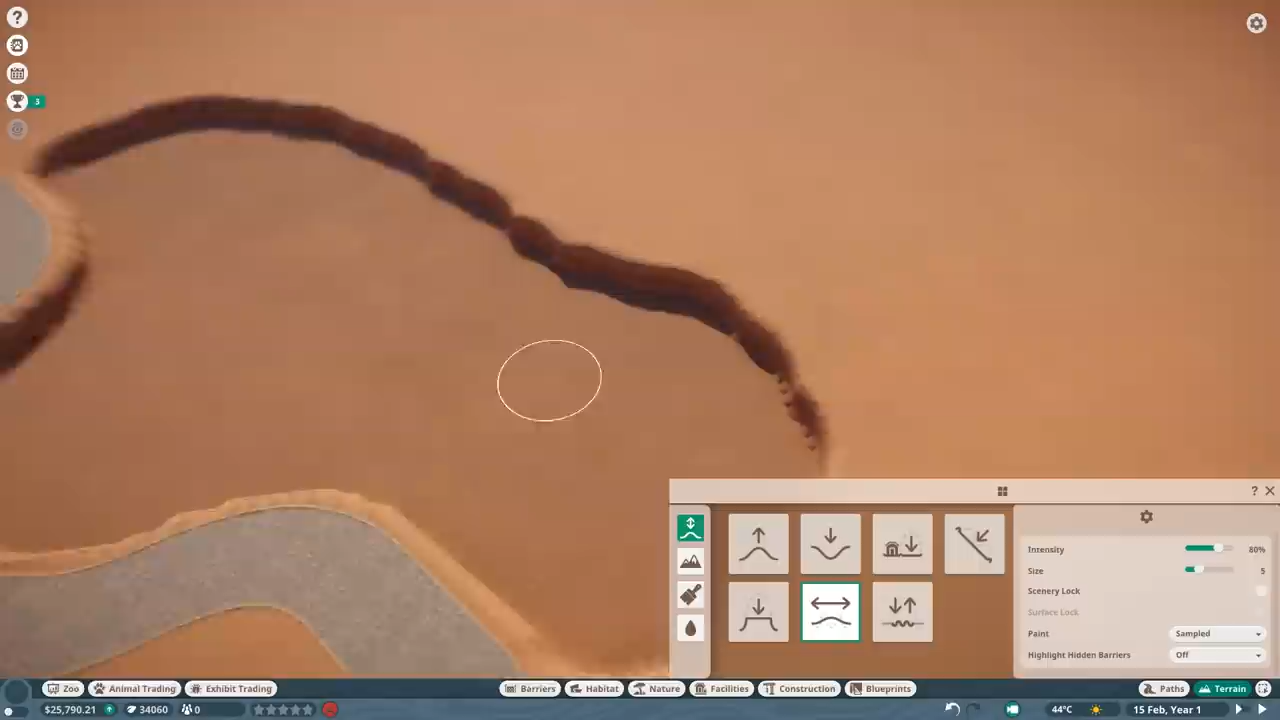 ?
3
? X
Intensity 80%
Size 5
Scenery Lock
Surface Lock
Paint Sampled
Highlight Hidden Barriers Off
Zoo Animal Trading Exhibit Trading Barriers Habitat Nature Facilities Construction Blueprints Paths Terrain
$25,790.21 34060 0 44°C 15 Feb, Year 1